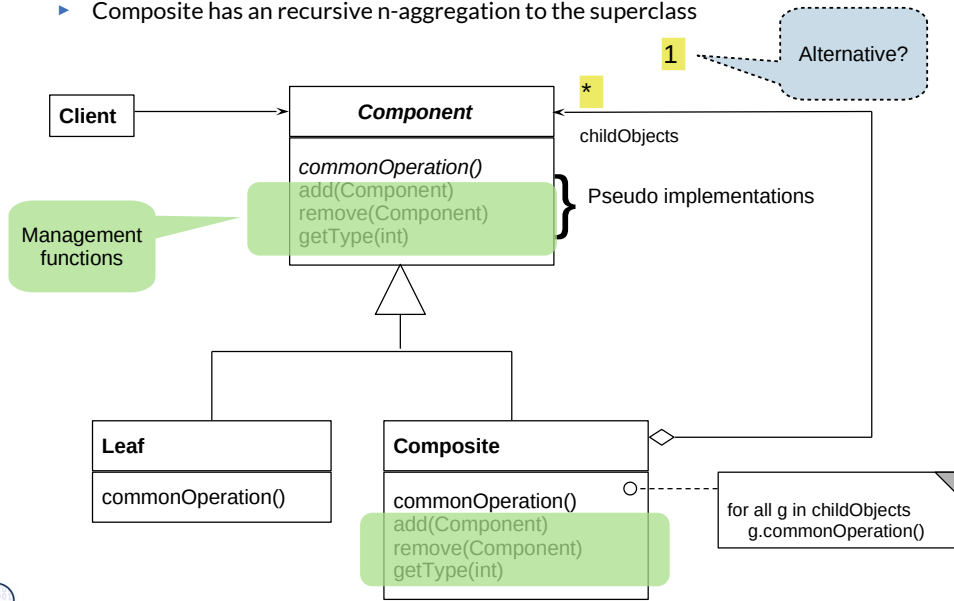 ► Composite has an recursive n-aggregation to the superclass
1
Alternative?
*
Client
Component
childObjects
commonOperation()
add(Component)
remove(Component)
getType(int)
} Pseudo implementations
Management
functions
Leaf
commonOperation()
Composite
commonOperation()
add(Component)
remove(Component)
getType(int)
for all g in childObjects
g.commonOperation()